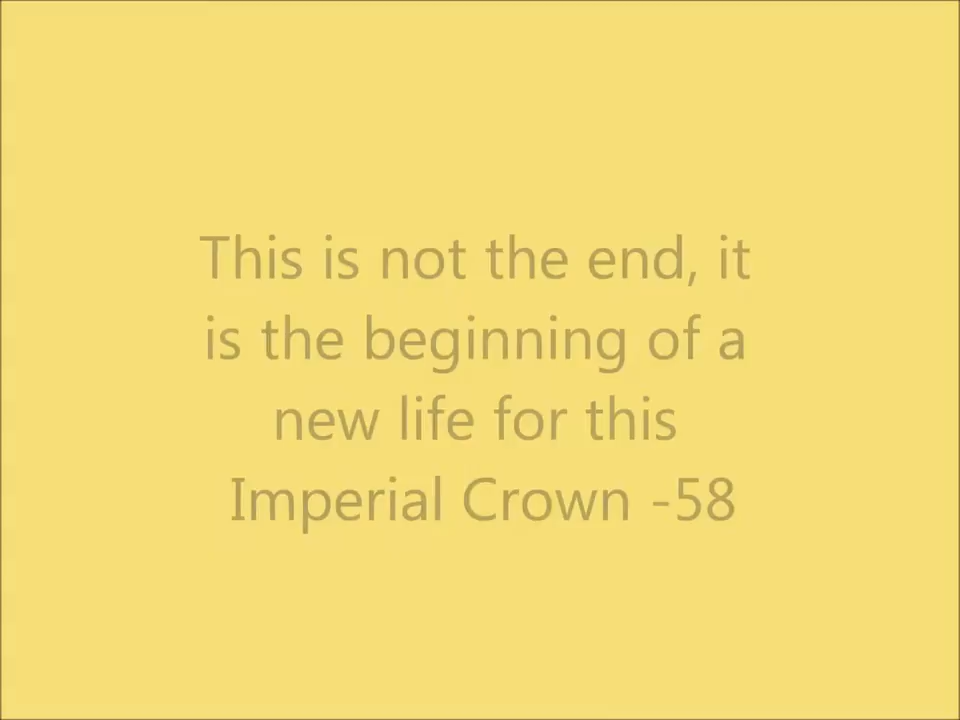 This is not the end, it
is the beginning of a
new life for this
Imperial Crown -58